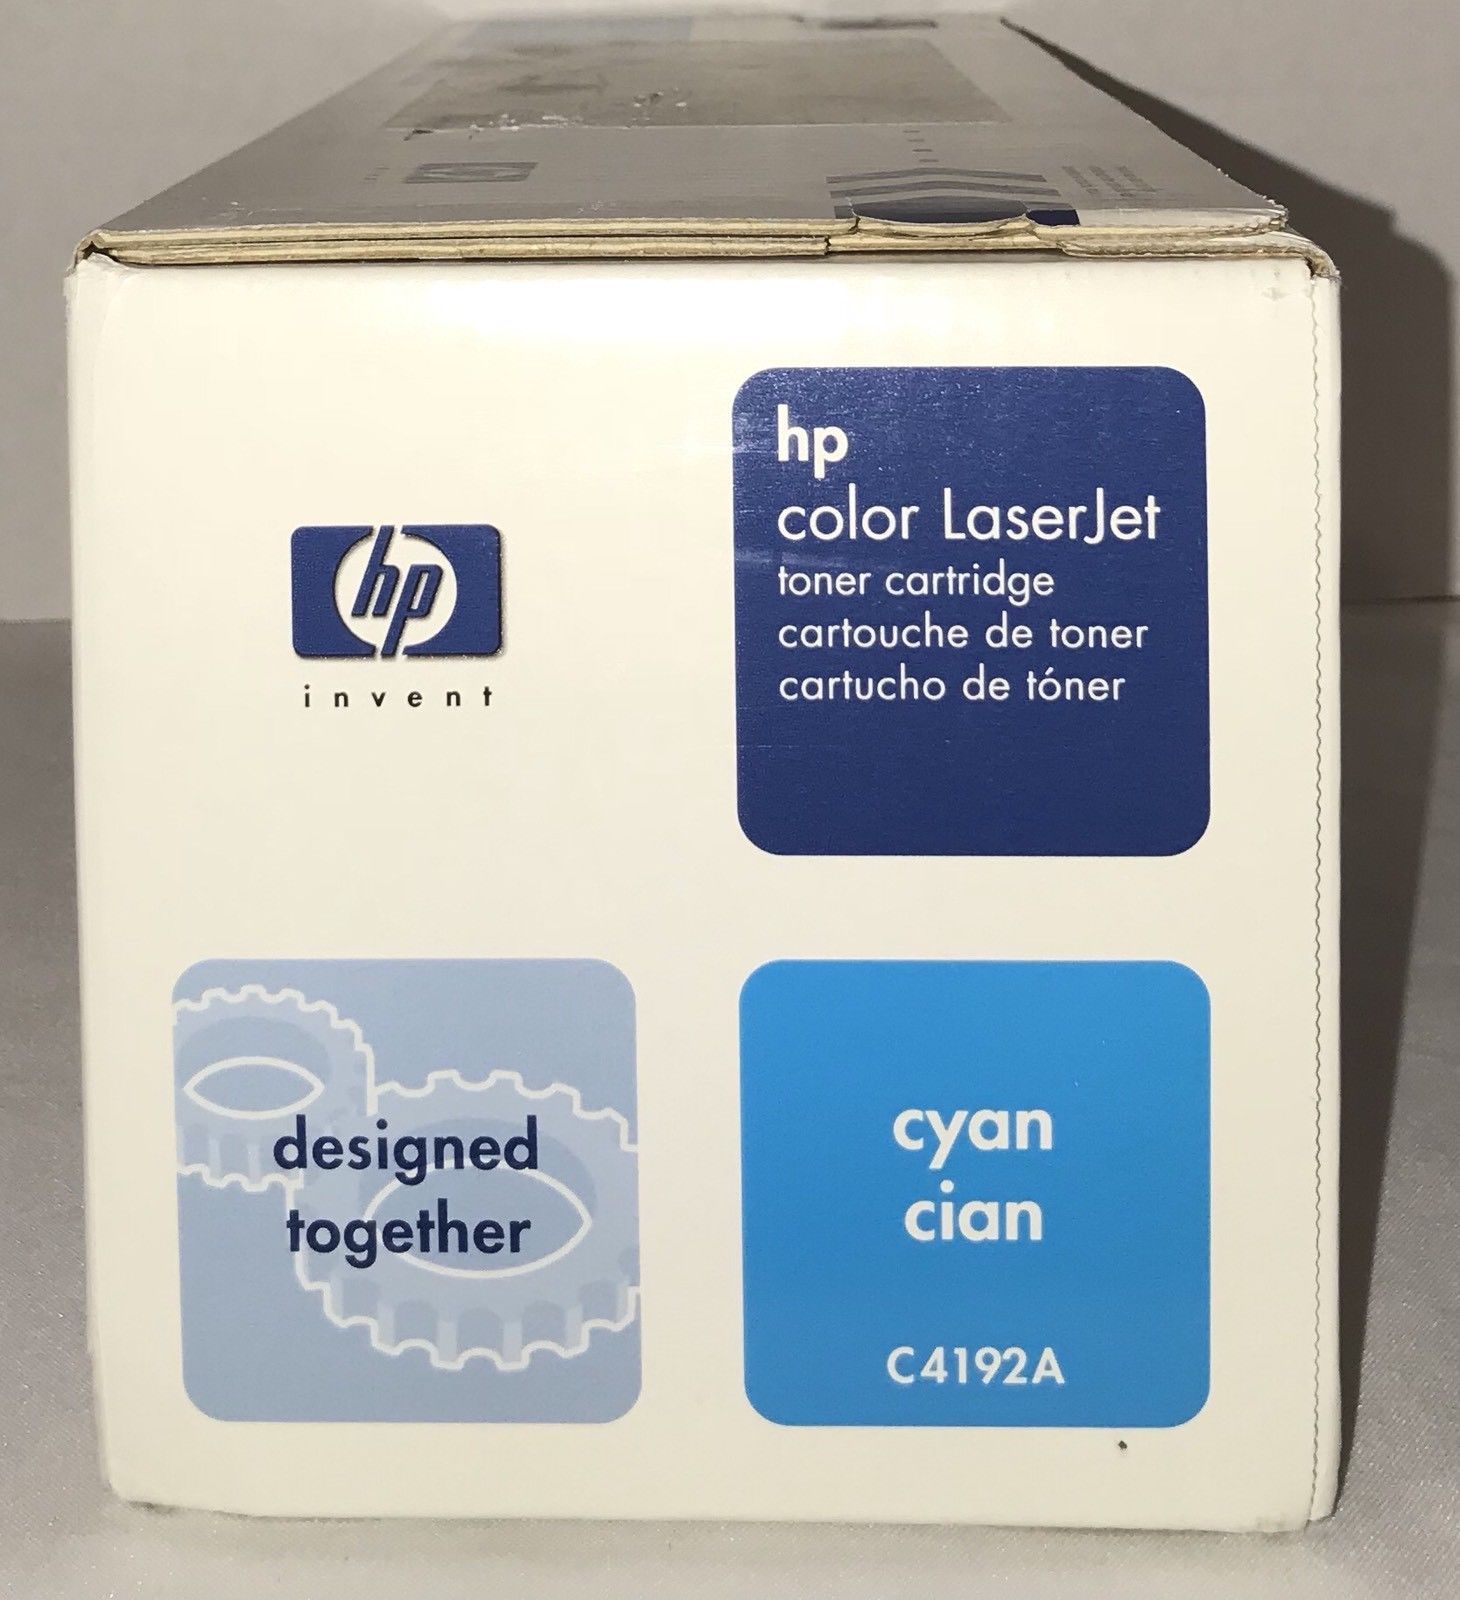 hp
invent
hp
color LaserJet
toner cartridge
cartouche de toner
cartucho de tóner
designed
together
cyan
cian
C4192A